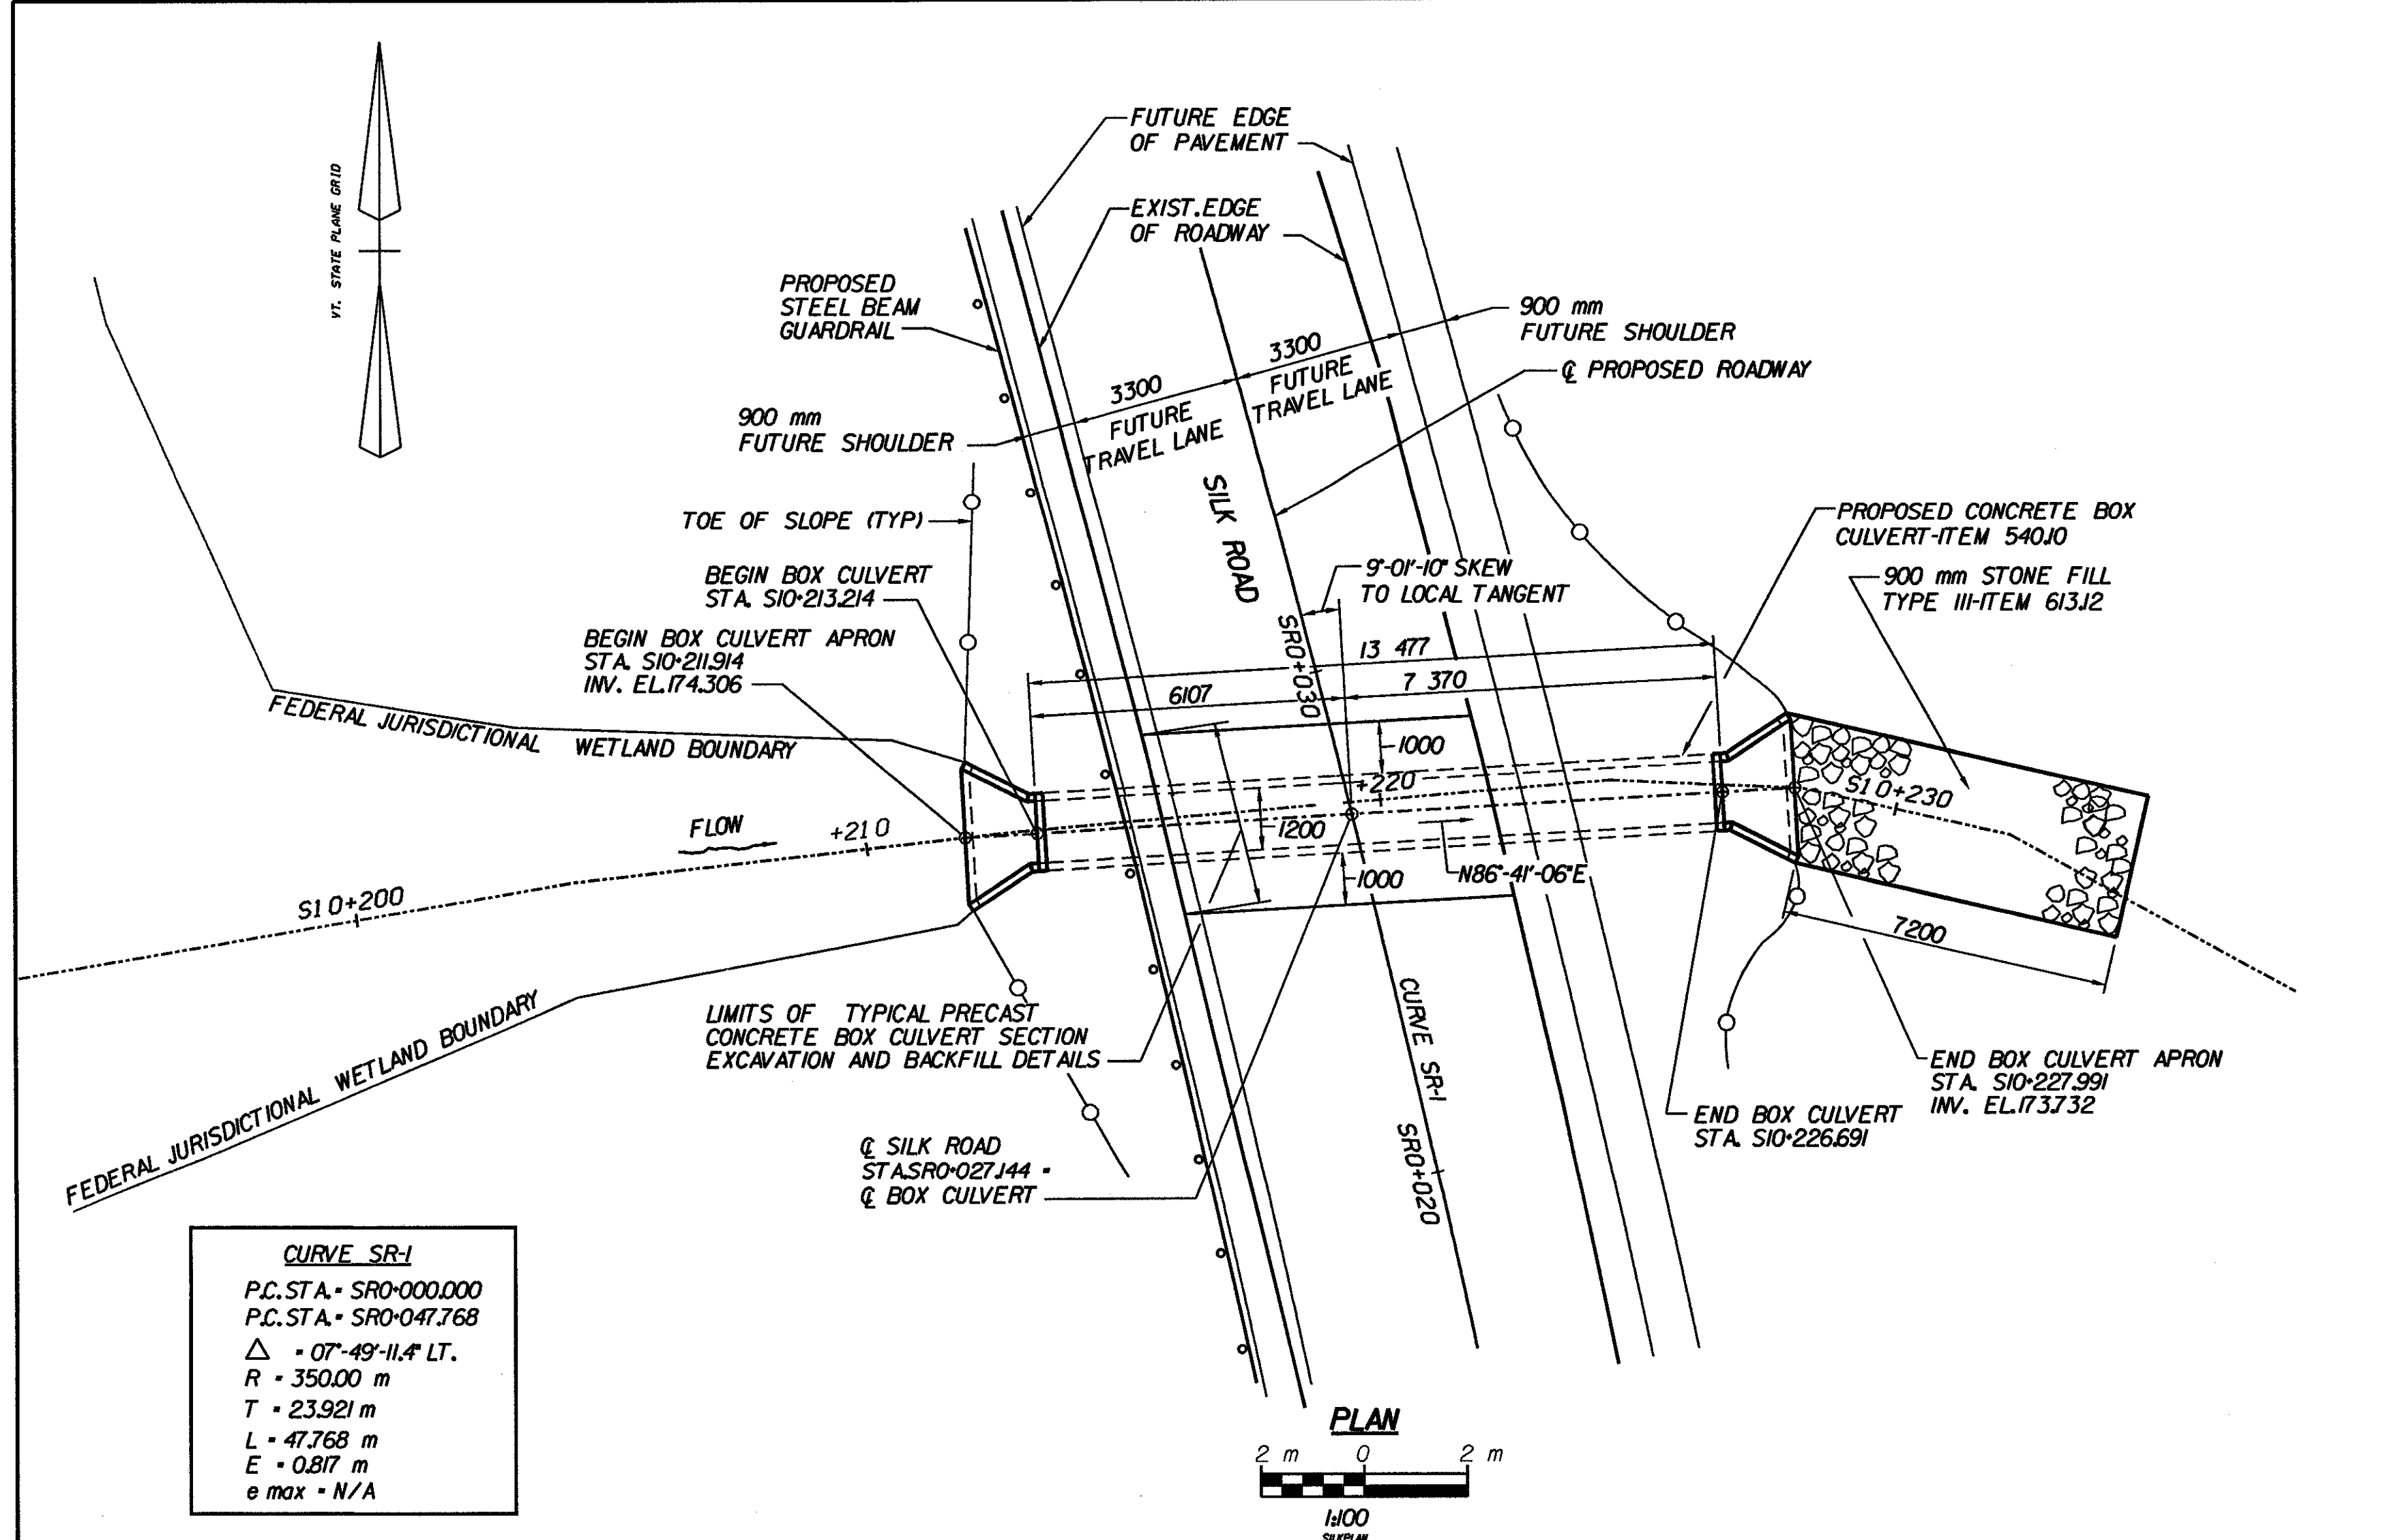 VT. STATE PLANE GRID
FUTURE EDGE
OF PAVEMENT
EXIST. EDGE
OF ROADWAY
PROPOSED
STEEL BEAM
GUARDRAIL
900 mm
FUTURE SHOULDER
3300
FUTURE
TRAVEL LANE
3300
FUTURE
TRAVEL LANE
900 mm
FUTURE SHOULDER
℄ PROPOSED ROADWAY
SILK ROAD
TOE OF SLOPE (TYP)
BEGIN BOX CULVERT
STA. S10+213.214
BEGIN BOX CULVERT APRON
STA. S10+211.914
INV. EL.174.306
9°-01'-10" SKEW
TO LOCAL TANGENT
PROPOSED CONCRETE BOX
CULVERT-ITEM 540.10
900 mm STONE FILL
TYPE III-ITEM 613.12
SR0+030
13 477
6107
7 370
FEDERAL JURISDICTIONAL WETLAND BOUNDARY
1000
+220
1200
1000
N86°-41'-06"E
FLOW
+210
S1 0+200
S1 0+230
7200
FEDERAL JURISDICTIONAL WETLAND BOUNDARY
LIMITS OF TYPICAL PRECAST
CONCRETE BOX CULVERT SECTION
EXCAVATION AND BACKFILL DETAILS
CURVE SR-1
SR0+020
℄ SILK ROAD
STA.SR0+027.144 =
℄ BOX CULVERT
END BOX CULVERT
STA. S10+226.691
END BOX CULVERT APRON
STA. S10+227.991
INV. EL.173.732
CURVE SR-1
P.C. STA. = SR0+000.000
P.C. STA. = SR0+047.768
△ = 07°-49'-11.4" LT.
R = 350.00 m
T = 23.921 m
L = 47.768 m
E = 0.817 m
e max = N/A
PLAN
2 m 0 2 m
1:100
SILKPLAN